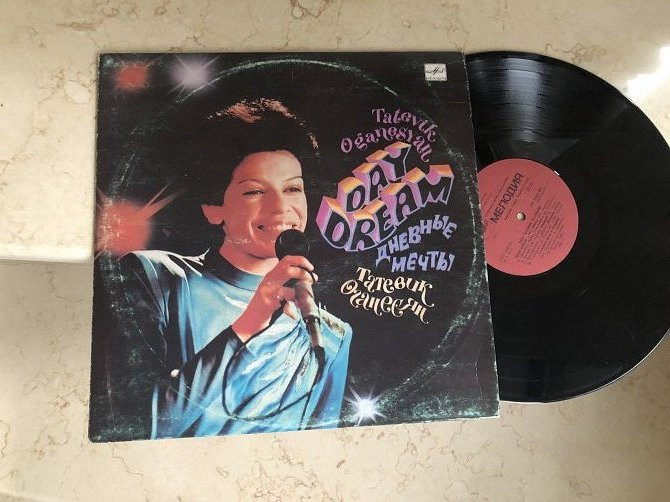 Tatevik
Oganesyan
DAY
DREAM
ДНЕВНЫЕ
МЕЧТЫ
Татевик
Оганесян
МЕЛОДИЯ